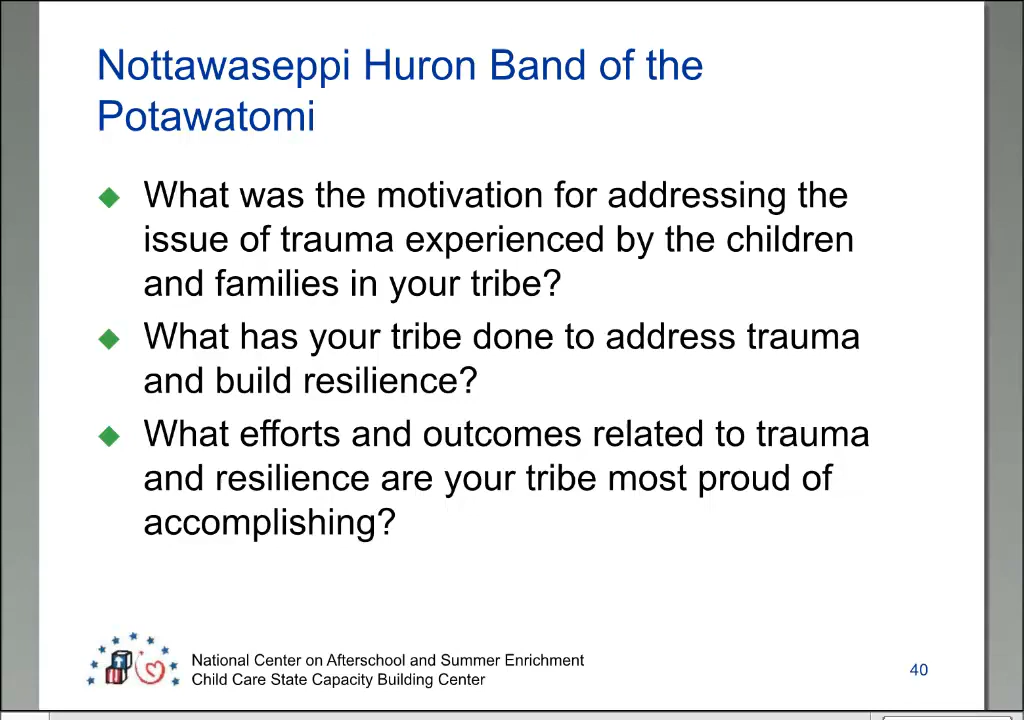 Nottawaseppi Huron Band of the
Potawatomi
What was the motivation for addressing the
issue of trauma experienced by the children
and families in your tribe?
What has your tribe done to address trauma
and build resilience?
What efforts and outcomes related to trauma
and resilience are your tribe most proud of
accomplishing?
National Center on Afterschool and Summer Enrichment
Child Care State Capacity Building Center
40